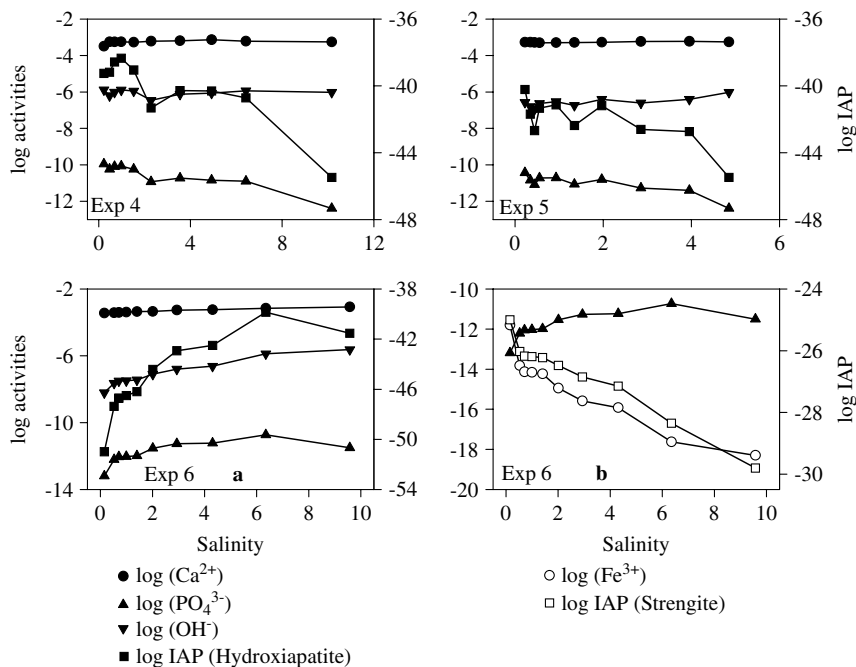 -2
-4
-6
-8
-10
-12
log activities
-36
-40
-44
-48
Exp 4
0
4
8
12
-2
-4
-6
-8
-10
-12
-36
-40
-44
-48
log IAP
Exp 5
0
2
4
6
-2
-6
-10
-14
log activities
-38
-42
-46
-50
-54
Exp 6 a
0 2 4 6 8 10
Salinity
-10
-12
-14
-16
-18
-20
-24
-26
-28
-30
log IAP
Exp 6 b
0 2 4 6 8 10
Salinity
log (Ca²⁺)
log (PO₄³⁻)
log (OH⁻)
log IAP (Hydroxiapatite)
log (Fe³⁺)
log IAP (Strengite)